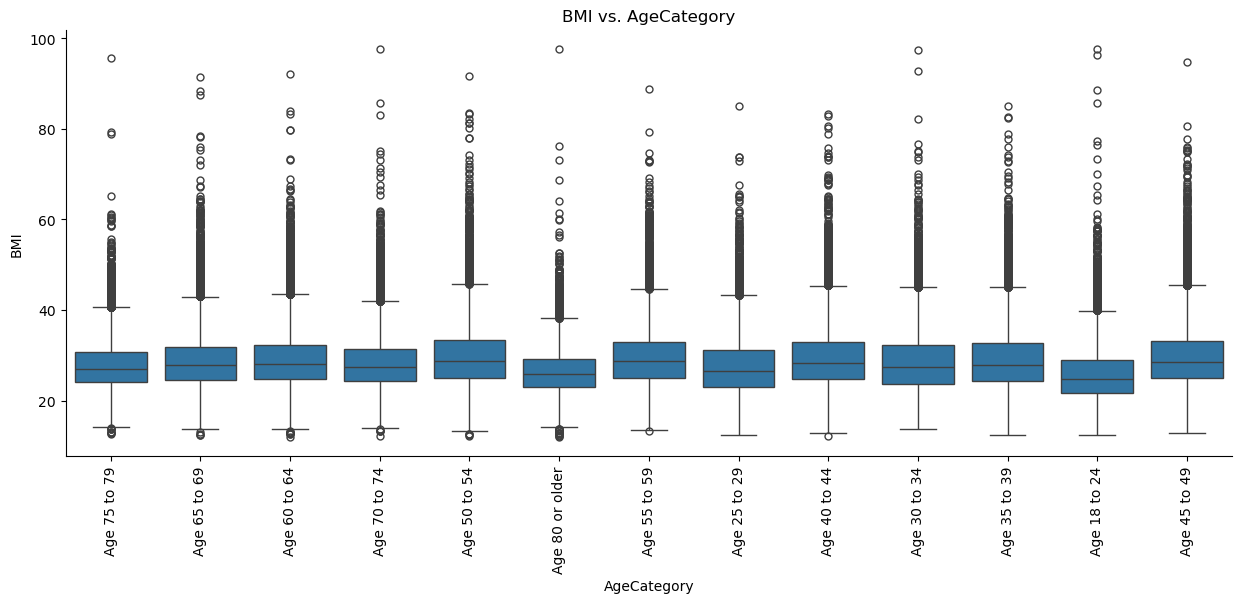 BMI vs. AgeCategory
100
80
60
40
20
BMI
Age 75 to 79
Age 65 to 69
Age 60 to 64
Age 70 to 74
Age 50 to 54
Age 80 or older
Age 55 to 59
Age 25 to 29
Age 40 to 44
Age 30 to 34
Age 35 to 39
Age 18 to 24
Age 45 to 49
AgeCategory